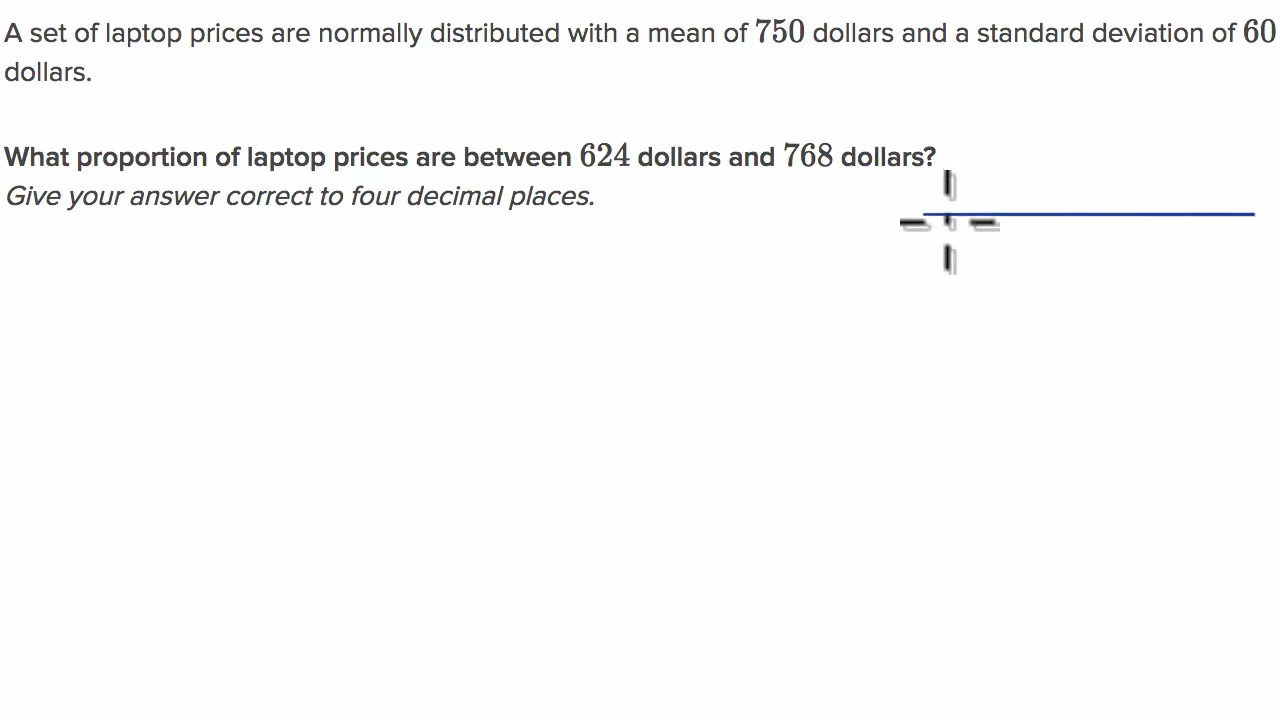 A set of laptop prices are normally distributed with a mean of 750 dollars and a standard deviation of 60
dollars.
What proportion of laptop prices are between 624 dollars and 768 dollars?
Give your answer correct to four decimal places.